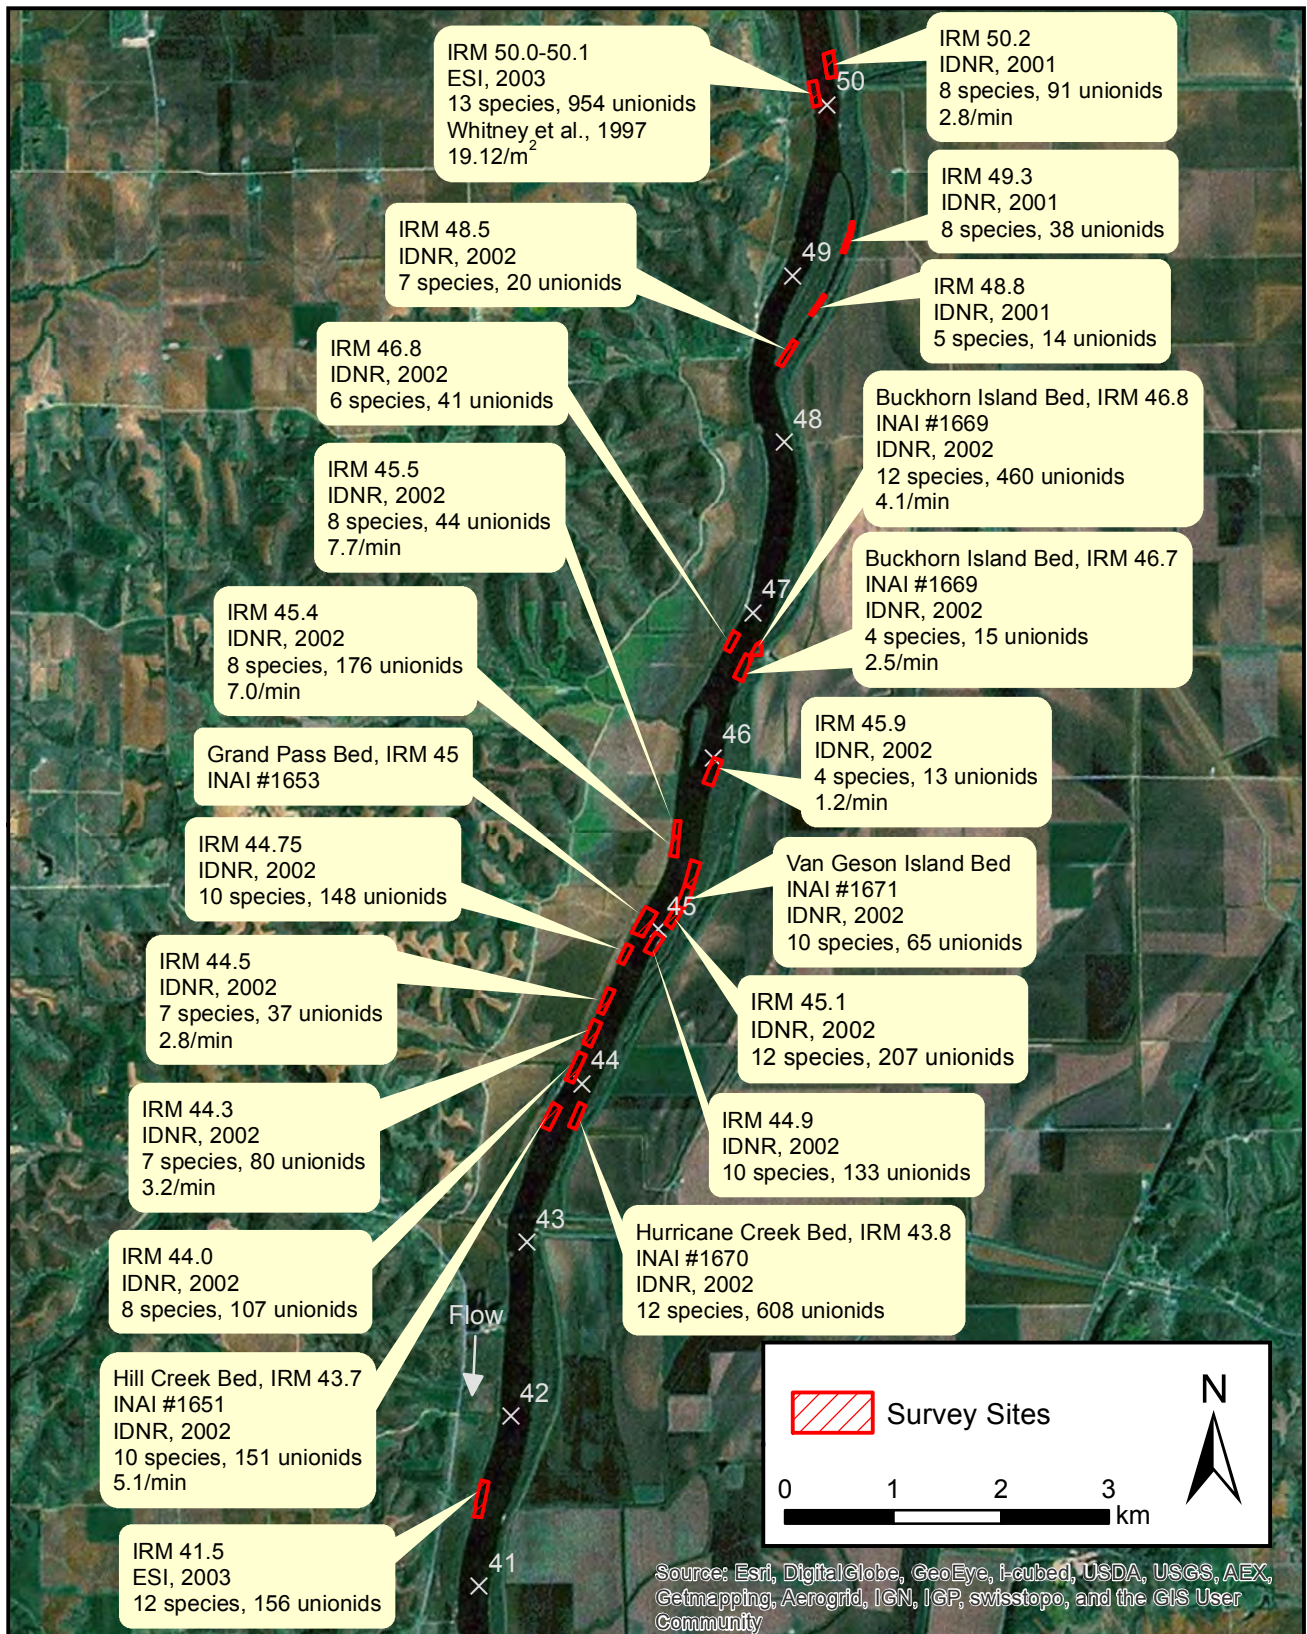 IRM 50.0-50.1
ESI, 2003
13 species, 954 unionids
Whitney et al., 1997
19.12/m²
IRM 50.2
IDNR, 2001
8 species, 91 unionids
2.8/min
50
IRM 49.3
IDNR, 2001
8 species, 38 unionids
IRM 48.5
IDNR, 2002
7 species, 20 unionids
49
IRM 48.8
IDNR, 2001
5 species, 14 unionids
IRM 46.8
IDNR, 2002
6 species, 41 unionids
Buckhorn Island Bed, IRM 46.8
INAI #1669
IDNR, 2002
12 species, 460 unionids
4.1/min
48
IRM 45.5
IDNR, 2002
8 species, 44 unionids
7.7/min
Buckhorn Island Bed, IRM 46.7
INAI #1669
IDNR, 2002
4 species, 15 unionids
2.5/min
47
IRM 45.4
IDNR, 2002
8 species, 176 unionids
7.0/min
IRM 45.9
IDNR, 2002
4 species, 13 unionids
1.2/min
46
Grand Pass Bed, IRM 45
INAI #1653
IRM 44.75
IDNR, 2002
10 species, 148 unionids
Van Geson Island Bed
INAI #1671
IDNR, 2002
10 species, 65 unionids
45
IRM 44.5
IDNR, 2002
7 species, 37 unionids
2.8/min
IRM 45.1
IDNR, 2002
12 species, 207 unionids
44
IRM 44.3
IDNR, 2002
7 species, 80 unionids
3.2/min
IRM 44.9
IDNR, 2002
10 species, 133 unionids
43
IRM 44.0
IDNR, 2002
8 species, 107 unionids
Hurricane Creek Bed, IRM 43.8
INAI #1670
IDNR, 2002
12 species, 608 unionids
Flow
Hill Creek Bed, IRM 43.7
INAI #1651
IDNR, 2002
10 species, 151 unionids
5.1/min
42
N
Survey Sites
0 1 2 3
km
IRM 41.5
ESI, 2003
12 species, 156 unionids
41
Source: Esri, DigitalGlobe, GeoEye, i-cubed, USDA, USGS, AEX,
Getmapping, Aerogrid, IGN, IGP, swisstopo, and the GIS User
Community